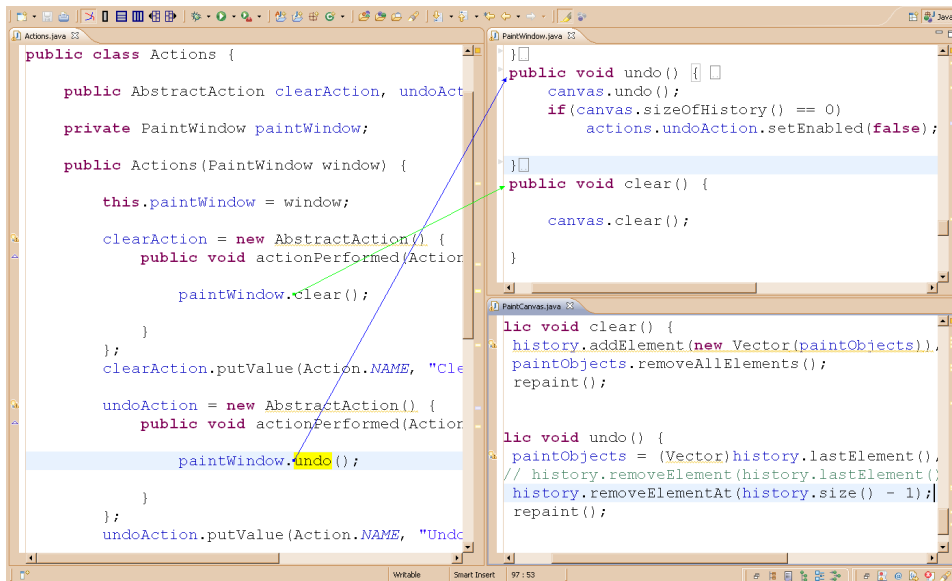 Java
Actions.java
public class Actions {
public AbstractAction clearAction, undoAct
private PaintWindow paintWindow;
public Actions(PaintWindow window) {
this.paintWindow = window;
clearAction = new AbstractAction() {
public void actionPerformed(Action
paintWindow.clear();
}
};
clearAction.putValue(Action.NAME, "Cle
undoAction = new AbstractAction() {
public void actionPerformed(Action
paintWindow.undo();
}
};
undoAction.putValue(Action.NAME, "Undo
PaintWindow.java
}
public void undo() {
canvas.undo();
if(canvas.sizeOfHistory() == 0)
actions.undoAction.setEnabled(false);
}
public void clear() {
canvas.clear();
}
PaintCanvas.java
lic void clear() {
history.addElement(new Vector(paintObjects))
paintObjects.removeAllElements();
repaint();
lic void undo() {
paintObjects = (Vector)history.lastElement()
// history.removeElement(history.lastElement()
history.removeElementAt(history.size() - 1);
repaint();
Writable
Smart Insert
97 : 53